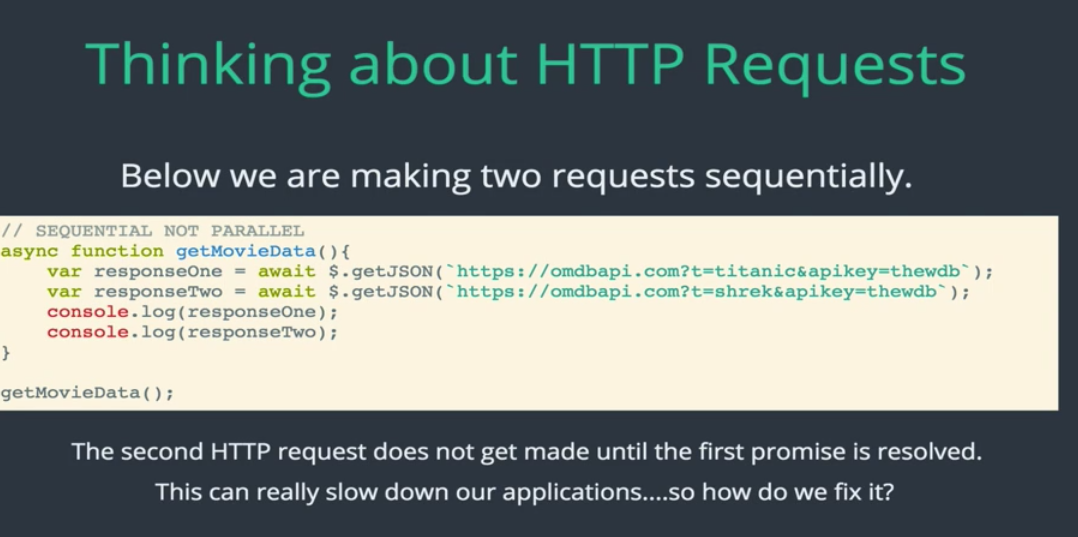 Thinking about HTTP Requests
Below we are making two requests sequentially.
// SEQUENTIAL NOT PARALLEL
async function getMovieData(){
    var responseOne = await $.getJSON(`https://omdbapi.com?t=titanic&apikey=thewdb`);
    var responseTwo = await $.getJSON(`https://omdbapi.com?t=shrek&apikey=thewdb`);
    console.log(responseOne);
    console.log(responseTwo);
}
getMovieData();
The second HTTP request does not get made until the first promise is resolved.
This can really slow down our applications....so how do we fix it?